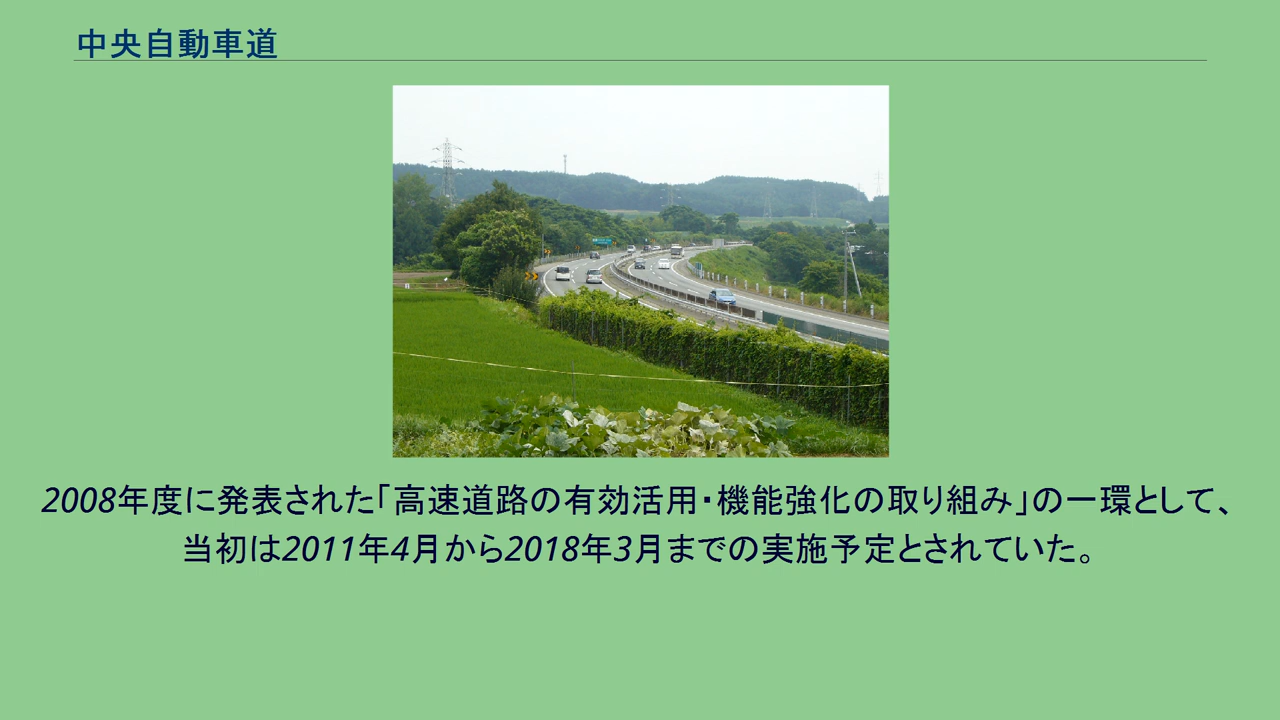 中央自動車道
2008年度に発表された「高速道路の有効活用・機能強化の取り組み」の一環として、
当初は2011年4月から2018年3月までの実施予定とされていた。